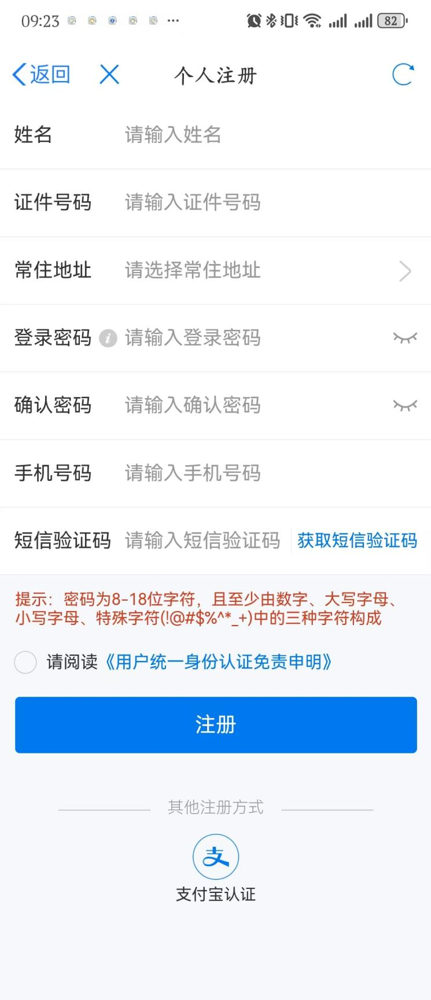 09:23
82
返回
个人注册
姓名 请输入姓名
证件号码 请输入证件号码
常住地址 请选择常住地址
登录密码 i 请输入登录密码
确认密码 请输入确认密码
手机号码 请输入手机号码
短信验证码 请输入短信验证码 获取短信验证码
提示：密码为8-18位字符，且至少由数字、大写字母、
小写字母、特殊字符(!@#$%^*_+)中的三种字符构成
请阅读《用户统一身份认证免责申明》
注册
其他注册方式
支
支付宝认证